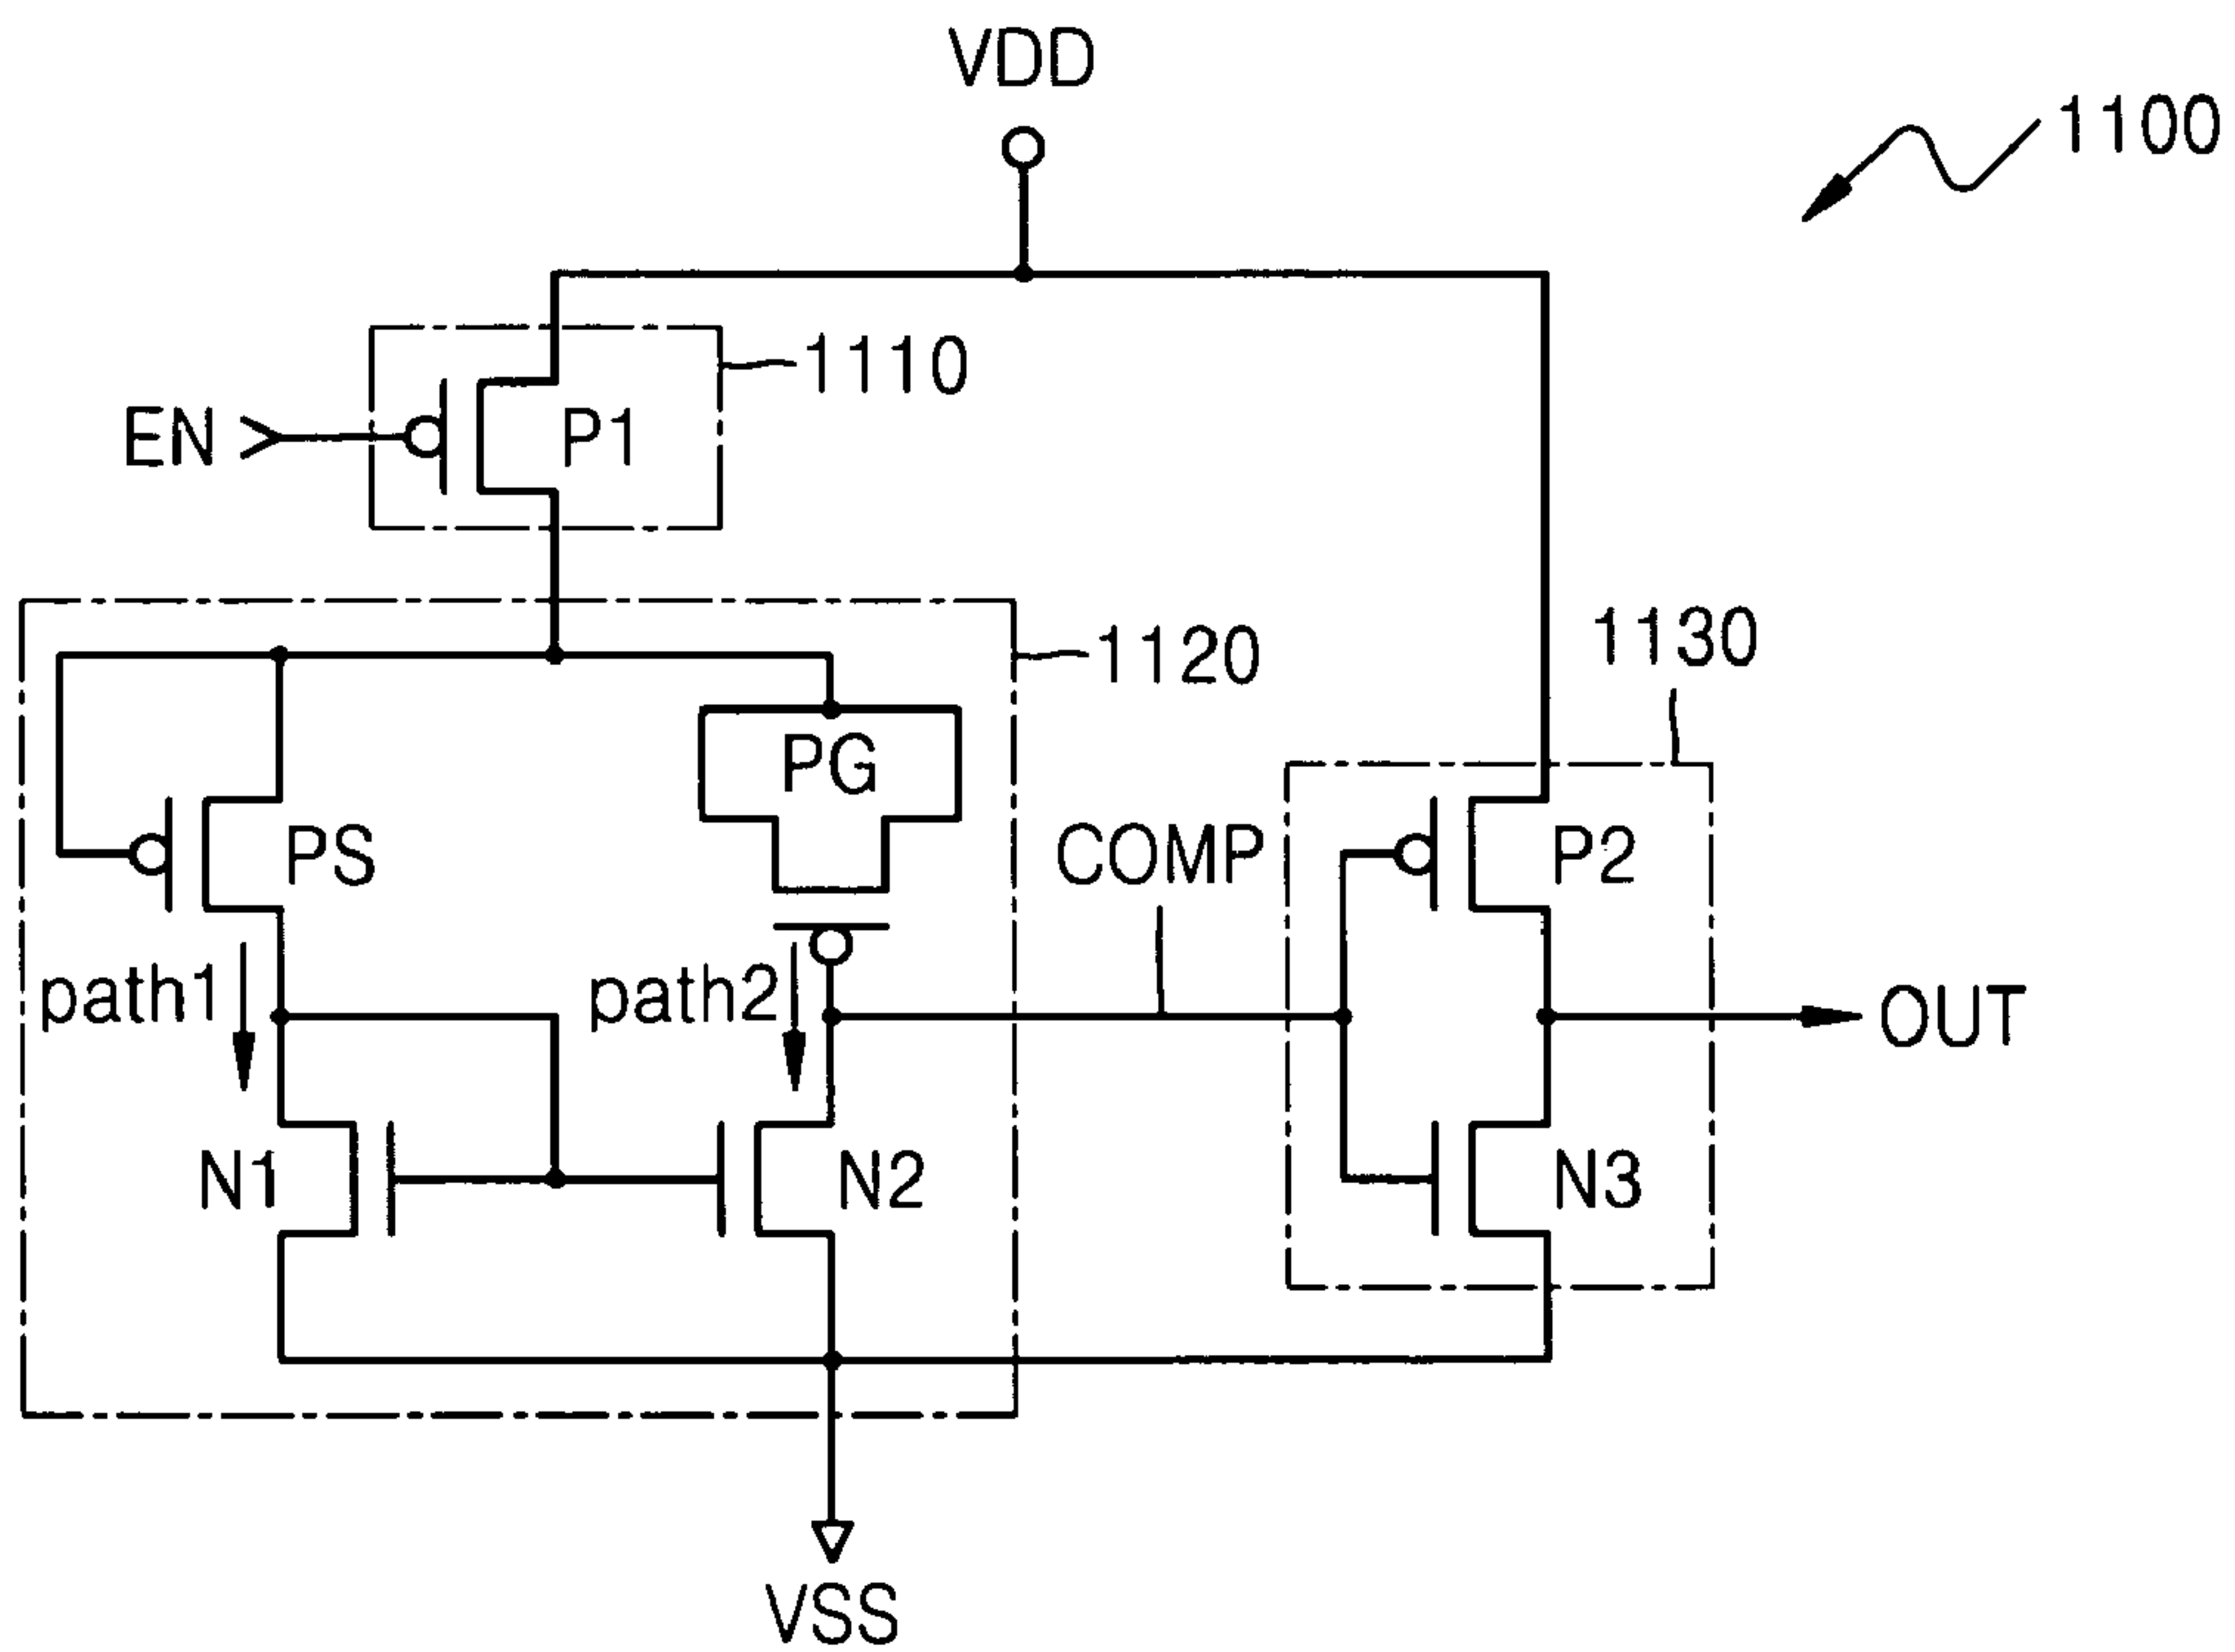 VDD
1100
1110
EN
P1
1120
1130
PG
PS
COMP
P2
path1
path2
OUT
N1
N2
N3
VSS